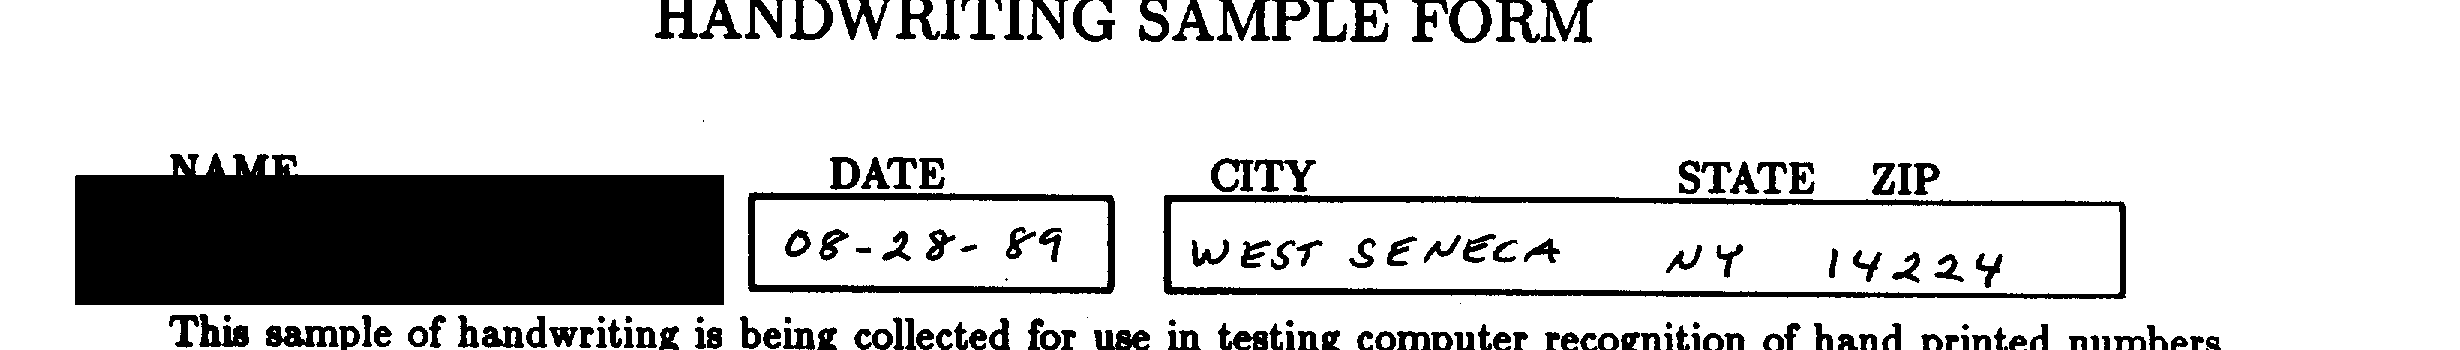 HANDWRITING SAMPLE FORM
NAME DATE CITY STATE ZIP
08-28-89 WEST SENECA NY 14224
This sample of handwriting is being collected for use in testing computer recognition of hand printed numbers